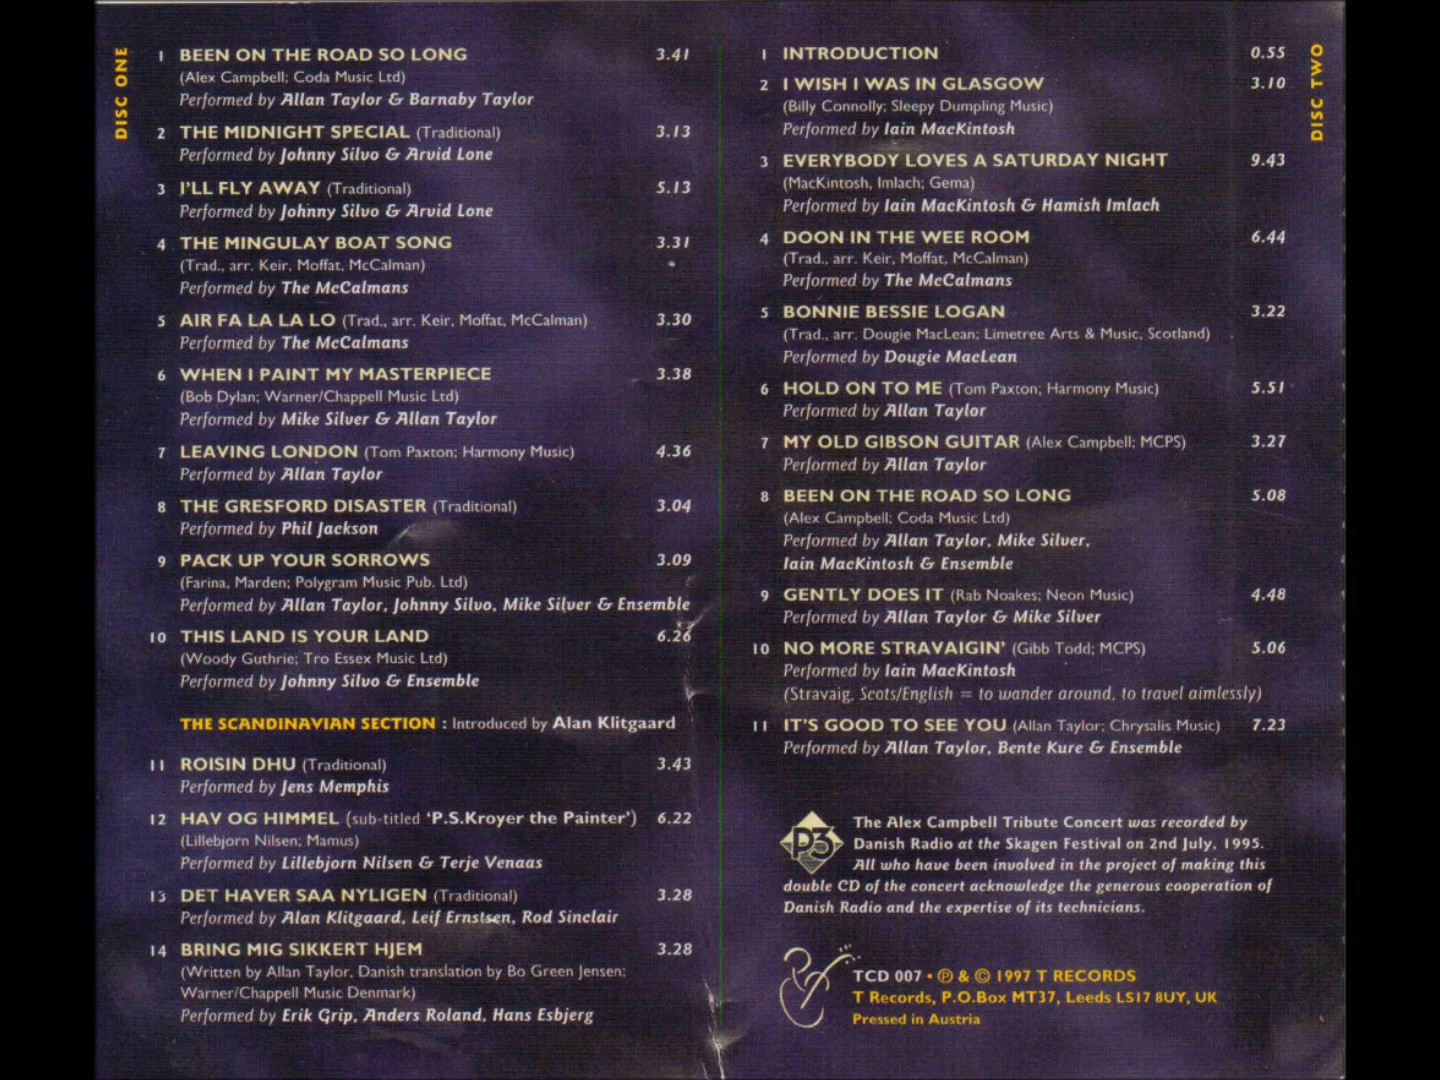 DISC ONE
1 BEEN ON THE ROAD SO LONG 3.41
(Alex Campbell; Coda Music Ltd)
Performed by Allan Taylor & Barnaby Taylor
2 THE MIDNIGHT SPECIAL (Traditional) 3.13
Performed by Johnny Silvo & Arvid Lone
3 I'LL FLY AWAY (Traditional) 5.13
Performed by Johnny Silvo & Arvid Lone
4 THE MINGULAY BOAT SONG 3.31
(Trad., arr. Keir, Moffat, McCalman)
Performed by The McCalmans
5 AIR FA LA LA LO (Trad., arr. Keir, Moffat, McCalman) 3.30
Performed by The McCalmans
6 WHEN I PAINT MY MASTERPIECE 3.38
(Bob Dylan; Warner/Chappell Music Ltd)
Performed by Mike Silver & Allan Taylor
7 LEAVING LONDON (Tom Paxton; Harmony Music) 4.36
Performed by Allan Taylor
8 THE GRESFORD DISASTER (Traditional) 3.04
Performed by Phil Jackson
9 PACK UP YOUR SORROWS 3.09
(Farina, Marden; Polygram Music Pub. Ltd)
Performed by Allan Taylor, Johnny Silvo, Mike Silver & Ensemble
10 THIS LAND IS YOUR LAND 6.26
(Woody Guthrie; Tro Essex Music Ltd)
Performed by Johnny Silvo & Ensemble
THE SCANDINAVIAN SECTION : Introduced by Alan Klitgaard
11 ROISIN DHU (Traditional) 3.43
Performed by Jens Memphis
12 HAV OG HIMMEL (sub-titled 'P.S.Kroyer the Painter') 6.22
(Lillebjorn Nilsen; Mamus)
Performed by Lillebjorn Nilsen & Terje Venaas
13 DET HAVER SAA NYLIGEN (Traditional) 3.28
Performed by Alan Klitgaard, Leif Ernstsen, Rod Sinclair
14 BRING MIG SIKKERT HJEM 3.28
(Written by Allan Taylor, Danish translation by Bo Green Jensen;
Warner/Chappell Music Denmark)
Performed by Erik Grip, Anders Roland, Hans Esbjerg
DISC TWO
1 INTRODUCTION 0.55
2 I WISH I WAS IN GLASGOW 3.10
(Billy Connolly; Sleepy Dumpling Music)
Performed by Iain MacKintosh
3 EVERYBODY LOVES A SATURDAY NIGHT 9.43
(MacKintosh, Imlach; Gema)
Performed by Iain MacKintosh & Hamish Imlach
4 DOON IN THE WEE ROOM 6.44
(Trad., arr. Keir, Moffat, McCalman)
Performed by The McCalmans
5 BONNIE BESSIE LOGAN 3.22
(Trad., arr. Dougie MacLean; Limetree Arts & Music, Scotland)
Performed by Dougie MacLean
6 HOLD ON TO ME (Tom Paxton; Harmony Music) 5.51
Performed by Allan Taylor
7 MY OLD GIBSON GUITAR (Alex Campbell; MCPS) 3.27
Performed by Allan Taylor
8 BEEN ON THE ROAD SO LONG 5.08
(Alex Campbell; Coda Music Ltd)
Performed by Allan Taylor, Mike Silver,
Iain MacKintosh & Ensemble
9 GENTLY DOES IT (Rab Noakes; Neon Music) 4.48
Performed by Allan Taylor & Mike Silver
10 NO MORE STRAVAIGIN' (Gibb Todd; MCPS) 5.06
Performed by Iain MacKintosh
(Stravaig, Scots/English = to wander around, to travel aimlessly)
11 IT'S GOOD TO SEE YOU (Allan Taylor; Chrysalis Music) 7.23
Performed by Allan Taylor, Bente Kure & Ensemble
P3
The Alex Campbell Tribute Concert was recorded by
Danish Radio at the Skagen Festival on 2nd July, 1995.
All who have been involved in the project of making this
double CD of the concert acknowledge the generous cooperation of
Danish Radio and the expertise of its technicians.
TCD 007 • ℗ & © 1997 T RECORDS
T Records, P.O.Box MT37, Leeds LS17 8UY, UK
Pressed in Austria